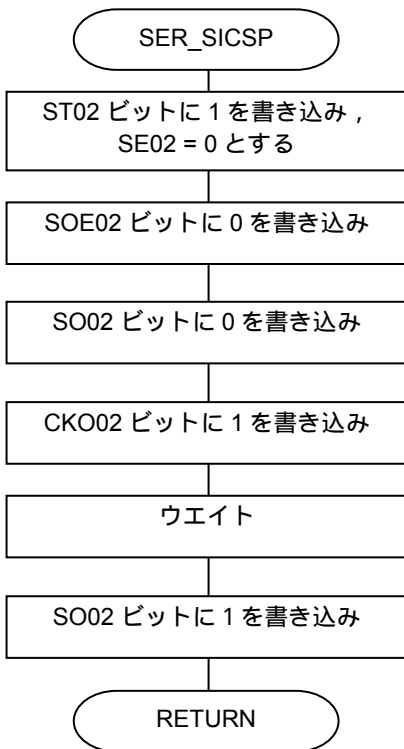 SER_SICSP
ST02 ビットに 1 を書き込み ,
SE02 = 0 とする
SOE02 ビットに 0 を書き込み
SO02 ビットに 0 を書き込み
CKO02 ビットに 1 を書き込み
ウエイト
SO02 ビットに 1 を書き込み
RETURN